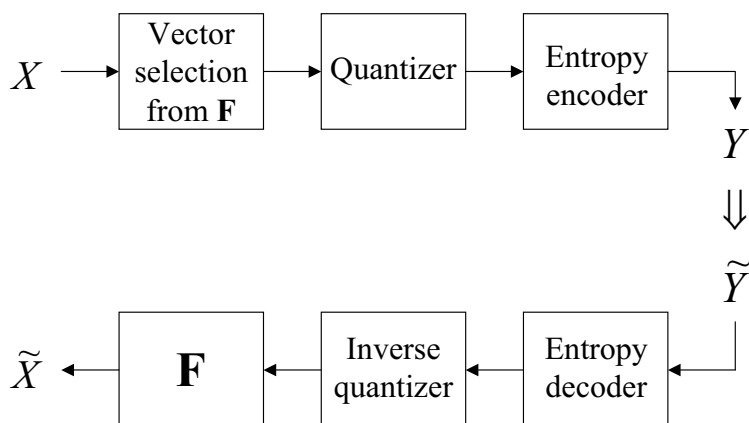 X
Vector
selection
from F
Quantizer
Entropy
encoder
Y
⇓
Ỹ
Entropy
decoder
Inverse
quantizer
F
X̃